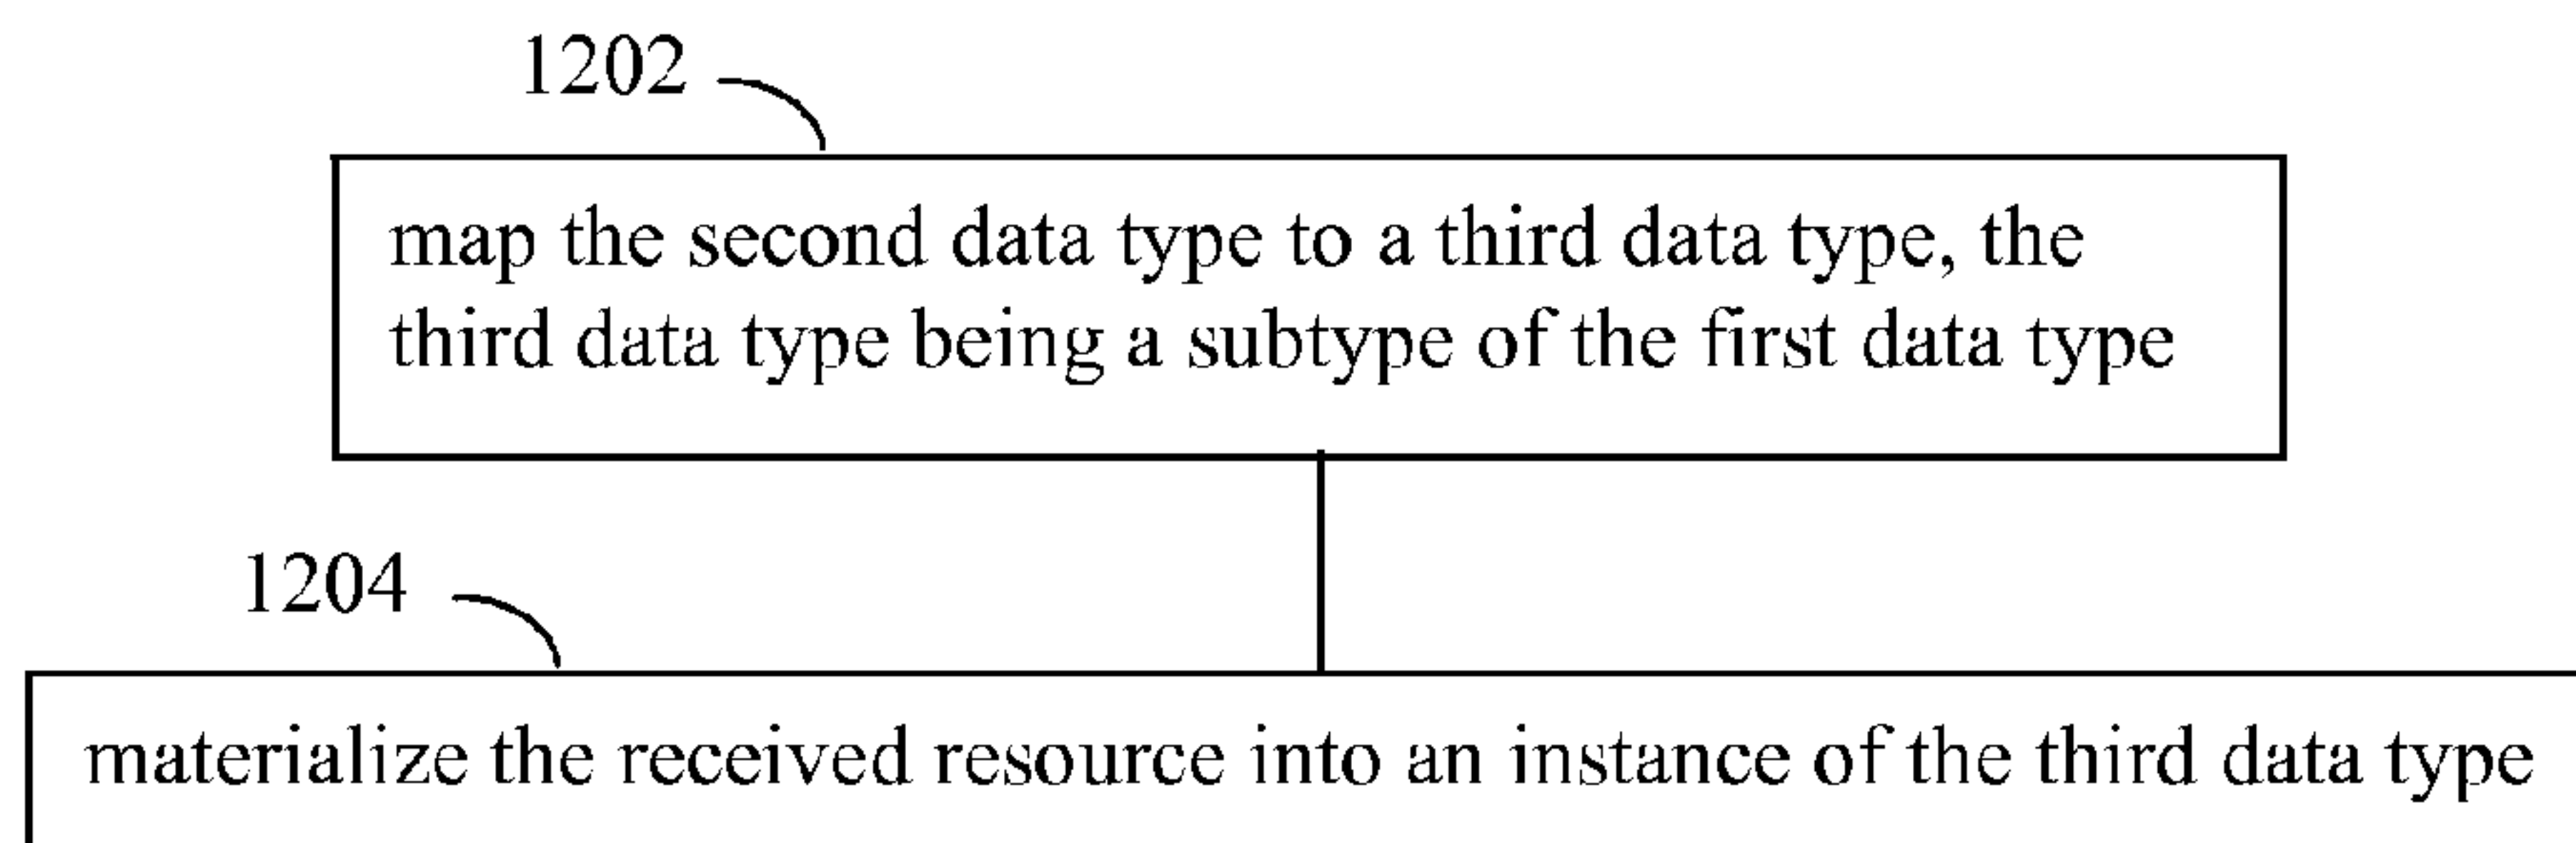 1202
map the second data type to a third data type, the
third data type being a subtype of the first data type
1204
materialize the received resource into an instance of the third data type